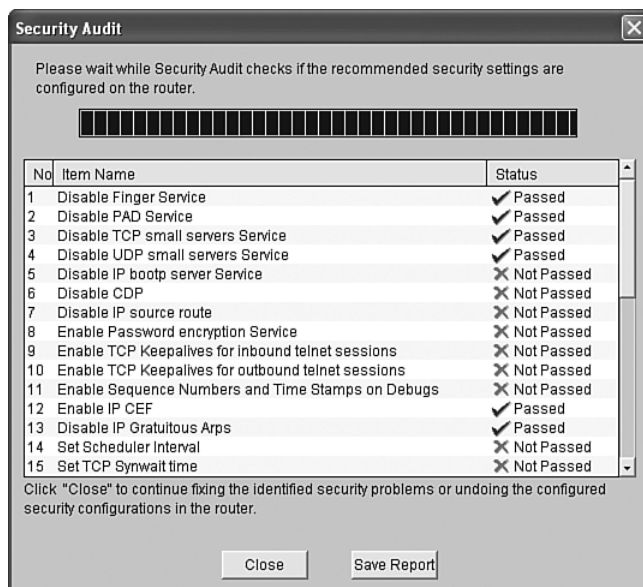 Security Audit
Please wait while Security Audit checks if the recommended security settings are
configured on the router.
No Item Name Status
1 Disable Finger Service Passed
2 Disable PAD Service Passed
3 Disable TCP small servers Service Passed
4 Disable UDP small servers Service Passed
5 Disable IP bootp server Service Not Passed
6 Disable CDP Not Passed
7 Disable IP source route Not Passed
8 Enable Password encryption Service Not Passed
9 Enable TCP Keepalives for inbound telnet sessions Not Passed
10 Enable TCP Keepalives for outbound telnet sessions Not Passed
11 Enable Sequence Numbers and Time Stamps on Debugs Not Passed
12 Enable IP CEF Passed
13 Disable IP Gratuitous Arps Passed
14 Set Scheduler Interval Not Passed
15 Set TCP Synwait time Not Passed
Click "Close" to continue fixing the identified security problems or undoing the configured
security configurations in the router.
Close Save Report